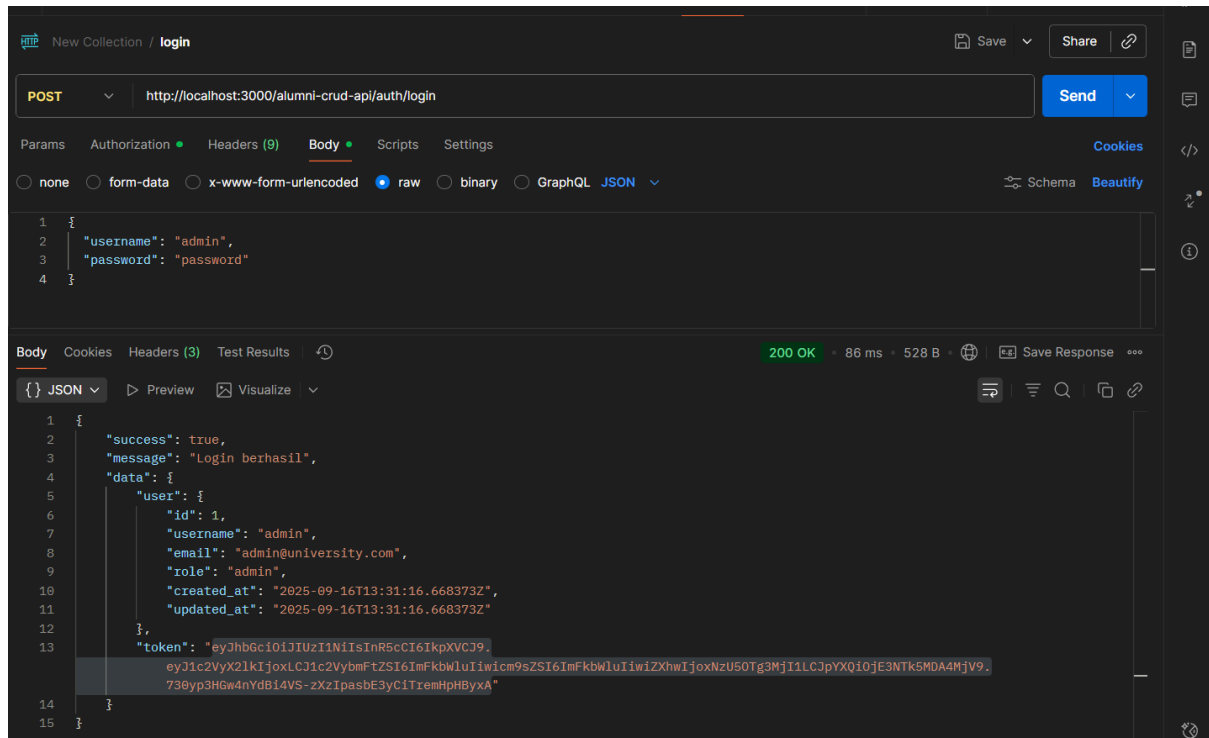 HTTP New Collection / login Save Share
POST http://localhost:3000/alumni-crud-api/auth/login Send
Params Authorization Headers (9) Body Scripts Settings Cookies
none form-data x-www-form-urlencoded raw binary GraphQL JSON Schema Beautify
1 {
2 "username": "admin",
3 "password": "password"
4 }
Body Cookies Headers (3) Test Results 200 OK 86 ms 528 B e.g. Save Response
{} JSON Preview Visualize
1 {
2 "success": true,
3 "message": "Login berhasil",
4 "data": {
5 "user": {
6 "id": 1,
7 "username": "admin",
8 "email": "admin@university.com",
9 "role": "admin",
10 "created_at": "2025-09-16T13:31:16.668373Z",
11 "updated_at": "2025-09-16T13:31:16.668373Z"
12 },
13 "token": "eyJhbGciOiJIUzI1NiIsInR5cCI6IkpXVCJ9.
eyJ1c2VyX2lkIjoxLCJ1c2VybmFtZSI6ImFkbWluIiwicm9sZSI6ImFkbWluIiwiZXhwIjoxNzU5OTg3MjI1LCJpYXQiOjE3NTk5MDA4MjV9.
730yp3HGw4nYdBi4VS-zXzIpasbE3yCiTremHpHByxA"
14 }
15 }